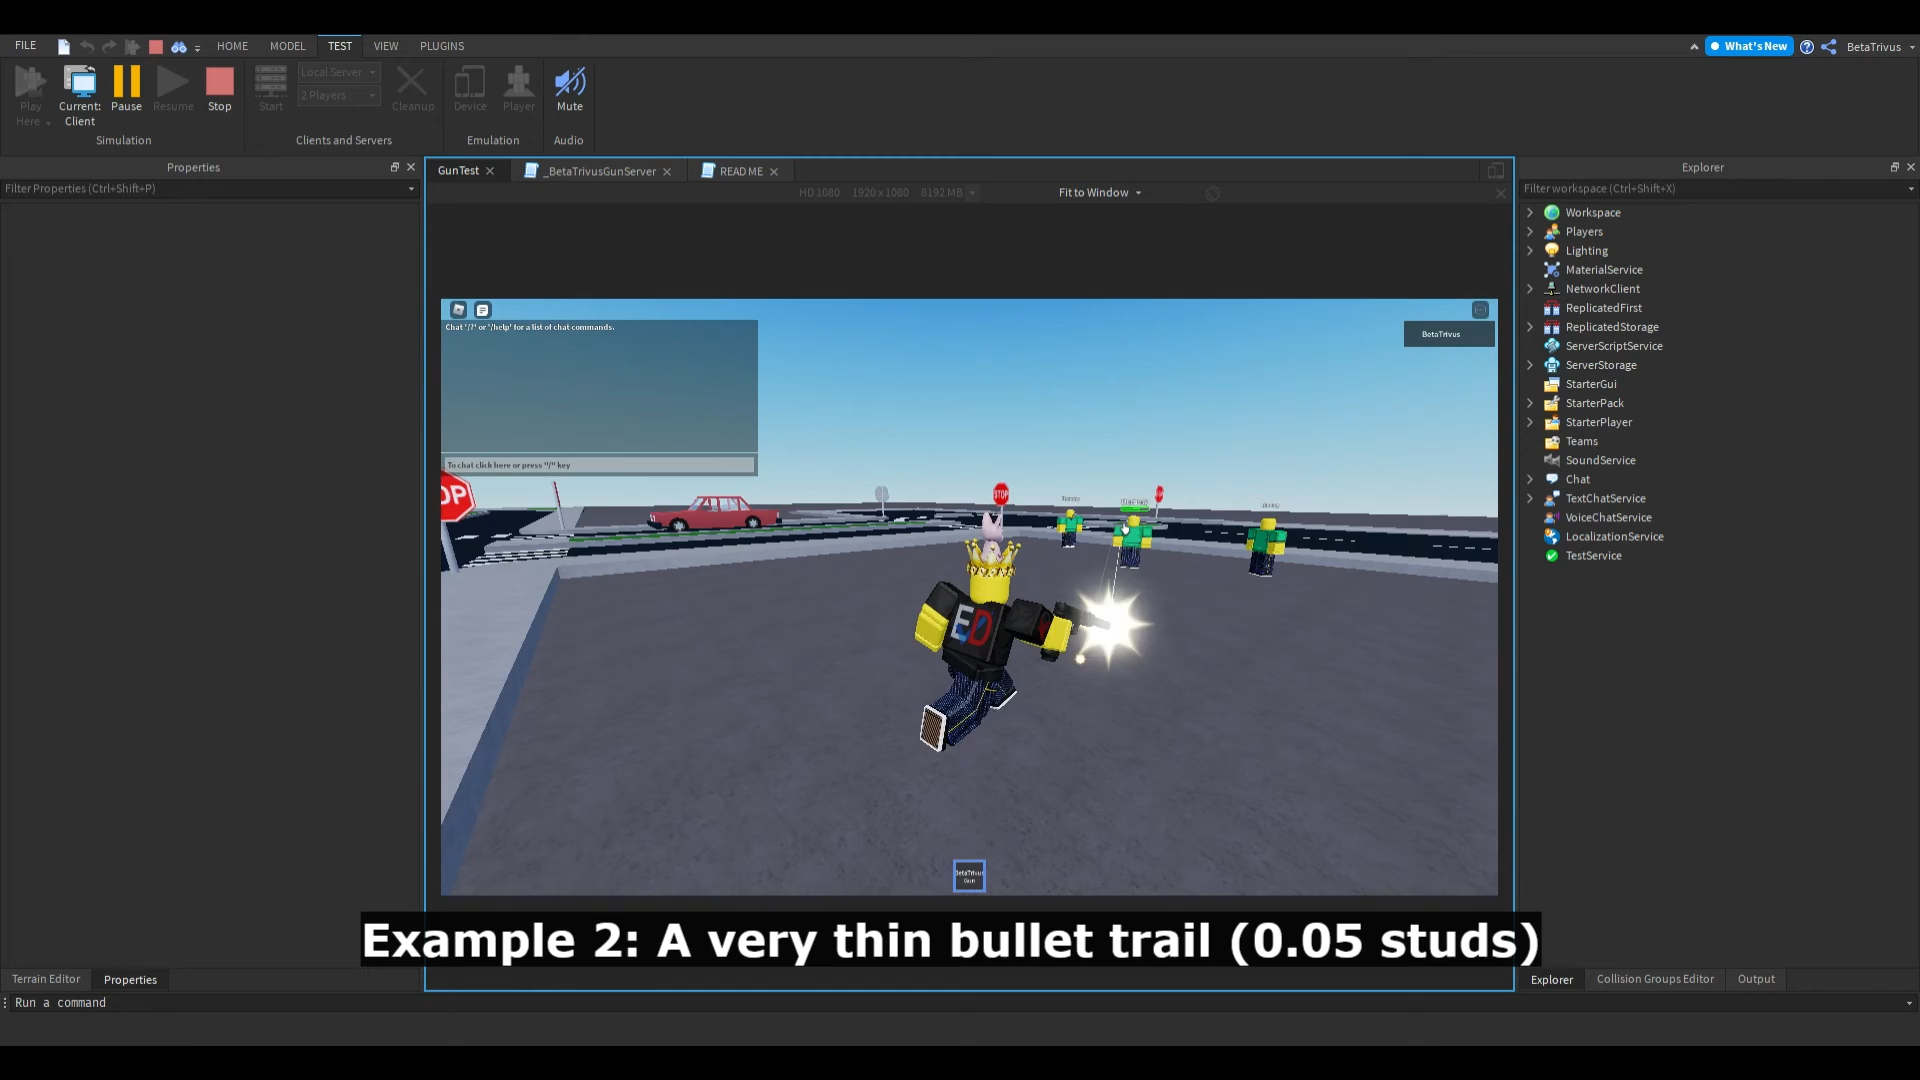 FILE
HOME
MODEL
TEST
VIEW
PLUGINS
What's New
BetaTrivus
Play
Here
Current:
Client
Pause
Resume
Stop
Start
Local Server
2 Players
Cleanup
Device
Player
Mute
Simulation
Clients and Servers
Emulation
Audio
Properties
Filter Properties (Ctrl+Shift+P)
GunTest
_BetaTrivusGunServer
READ ME
HD 1080 1920 x 1080 8192 MB
Fit to Window
Chat '/?' or '/help' for a list of chat commands.
To chat click here or press "/" key
BetaTrivus
OP
STOP
ED
BetaTrivus
Gun
Example 2: A very thin bullet trail (0.05 studs)
Explorer
Filter workspace (Ctrl+Shift+X)
Workspace
Players
Lighting
MaterialService
NetworkClient
ReplicatedFirst
ReplicatedStorage
ServerScriptService
ServerStorage
StarterGui
StarterPack
StarterPlayer
Teams
SoundService
Chat
TextChatService
VoiceChatService
LocalizationService
TestService
Terrain Editor
Properties
Explorer
Collision Groups Editor
Output
Run a command